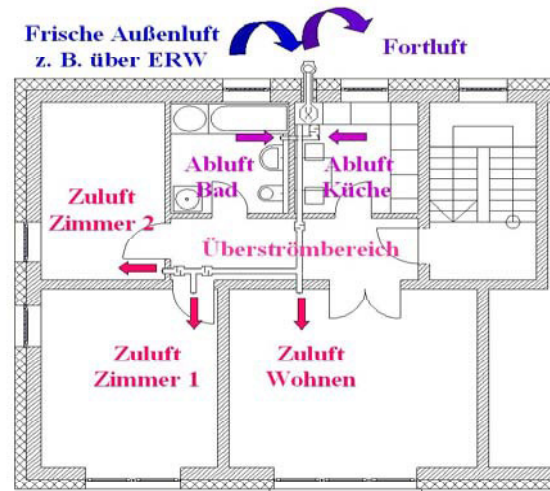 Frische Außenluft
z. B. über ERW
Fortluft
Abluft
Bad
Abluft
Küche
Zuluft
Zimmer 2
Überströmbereich
Zuluft
Zimmer 1
Zuluft
Wohnen